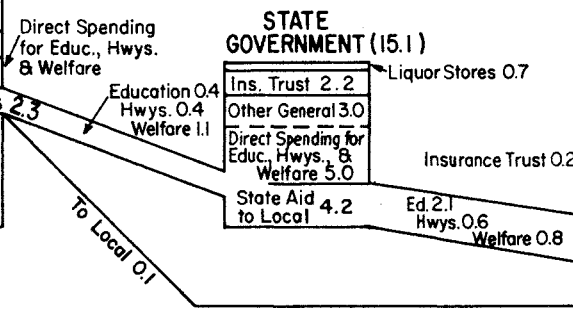 Direct Spending
for Educ., Hwys.
& Welfare
2.3
Education 0.4
Hwys. 0.4
Welfare 1.1
To Local 0.1
STATE
GOVERNMENT (15.1)
Liquor Stores 0.7
Ins. Trust 2.2
Other General 3.0
Direct Spending for
Educ., Hwys., &
Welfare 5.0
State Aid
to Local 4.2
Insurance Trust 0.2
Ed. 2.1
Hwys. 0.6
Welfare 0.8